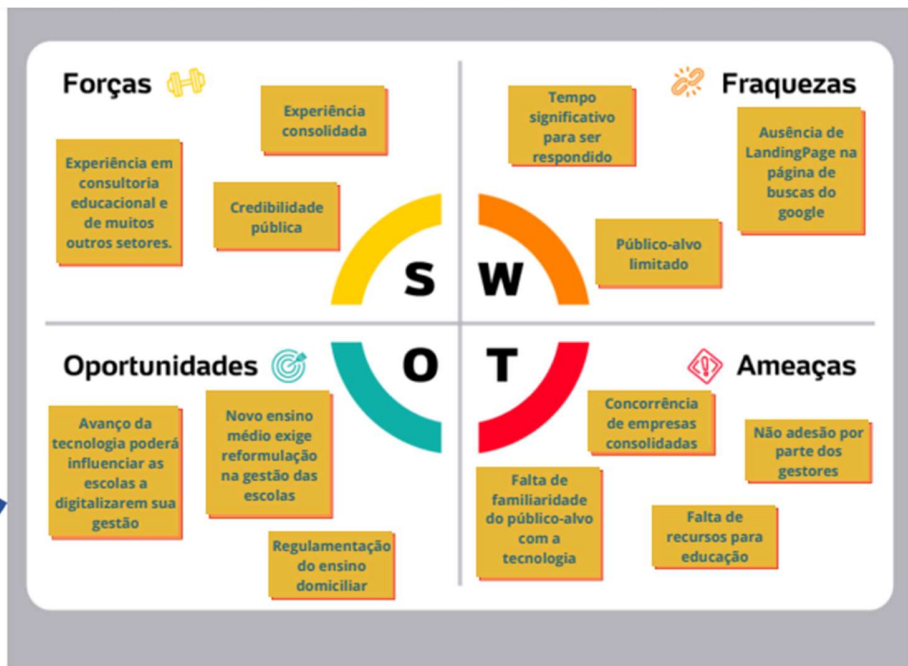 Forças
Experiência
consolidada
Experiência em
consultoria
educacional e
de muitos
outros setores.
Credibilidade
pública
S
Fraquezas
Tempo
significativo
para ser
respondido
Ausência de
LandingPage na
página de
buscas do
google
Público-alvo
limitado
W
Oportunidades
Avanço da
tecnologia poderá
influenciar as
escolas a
digitalizarem sua
gestão
Novo ensino
médio exige
reformulação
na gestão das
escolas
Regulamentação
do ensino
domiciliar
O
T
Ameaças
Concorrência
de empresas
consolidadas
Não adesão por
parte dos
gestores
Falta de
familiaridade
do público-alvo
com a
tecnologia
Falta de
recursos para
educação